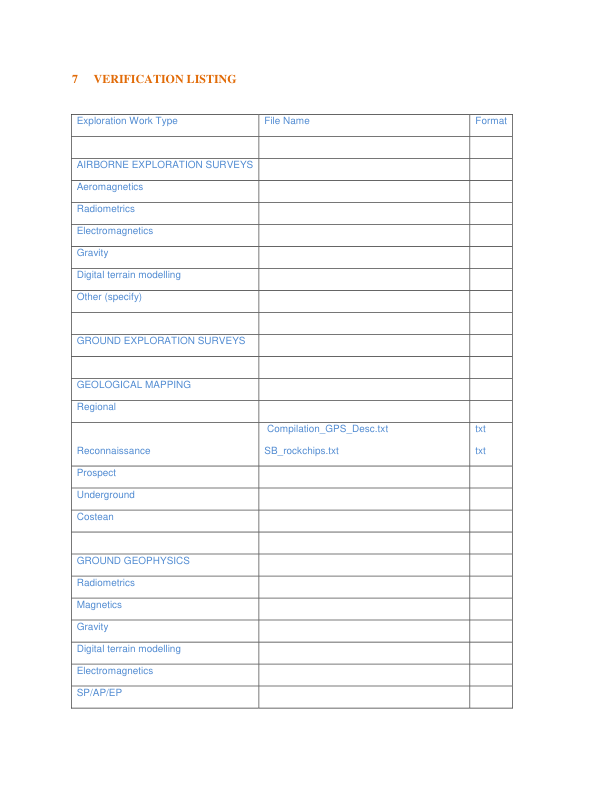 7 VERIFICATION LISTING
Exploration Work Type File Name Format
AIRBORNE EXPLORATION SURVEYS
Aeromagnetics
Radiometrics
Electromagnetics
Gravity
Digital terrain modelling
Other (specify)
GROUND EXPLORATION SURVEYS
GEOLOGICAL MAPPING
Regional
Compilation_GPS_Desc.txt txt
Reconnaissance SB_rockchips.txt txt
Prospect
Underground
Costean
GROUND GEOPHYSICS
Radiometrics
Magnetics
Gravity
Digital terrain modelling
Electromagnetics
SP/AP/EP